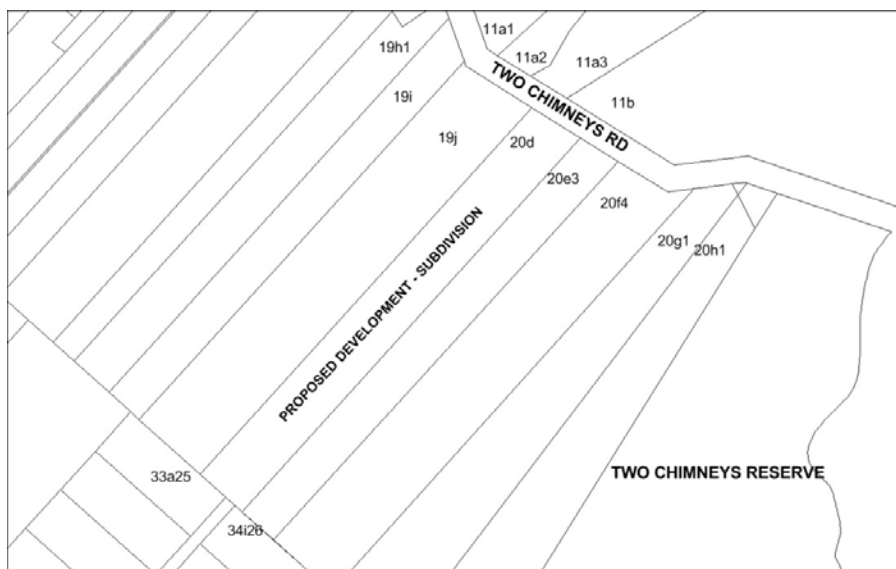 11a1
19h1
11a2
11a3
TWO CHIMNEYS RD
19i
11b
19j
20d
20e3
20f4
PROPOSED DEVELOPMENT - SUBDIVISION
20g1
20h1
TWO CHIMNEYS RESERVE
33a25
34i26